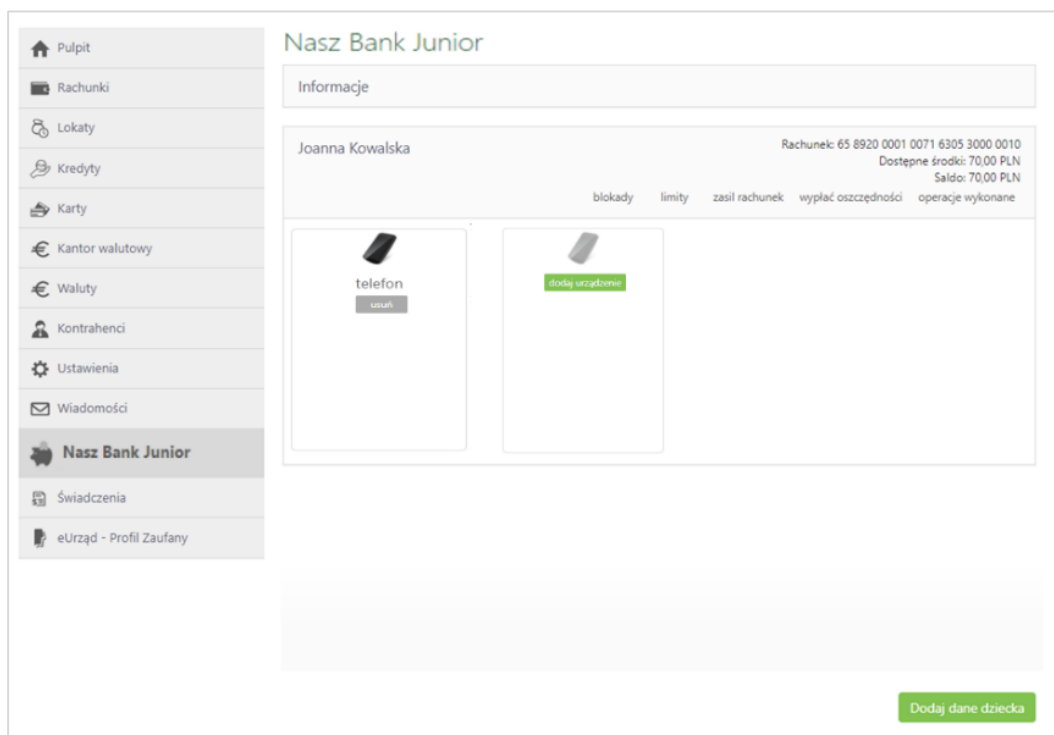 Pulpit
Rachunki
Lokaty
Kredyty
Karty
Kantor walutowy
Waluty
Kontrahenci
Ustawienia
Wiadomości
Nasz Bank Junior
Świadczenia
eUrząd - Profil Zaufany
Nasz Bank Junior
Informacje
Joanna Kowalska
Rachunek: 65 8920 0001 0071 6305 3000 0010
Dostępne środki: 70,00 PLN
Saldo: 70,00 PLN
blokady limity zasil rachunek wypłać oszczędności operacje wykonane
telefon
usuń
dodaj urządzenie
Dodaj dane dziecka